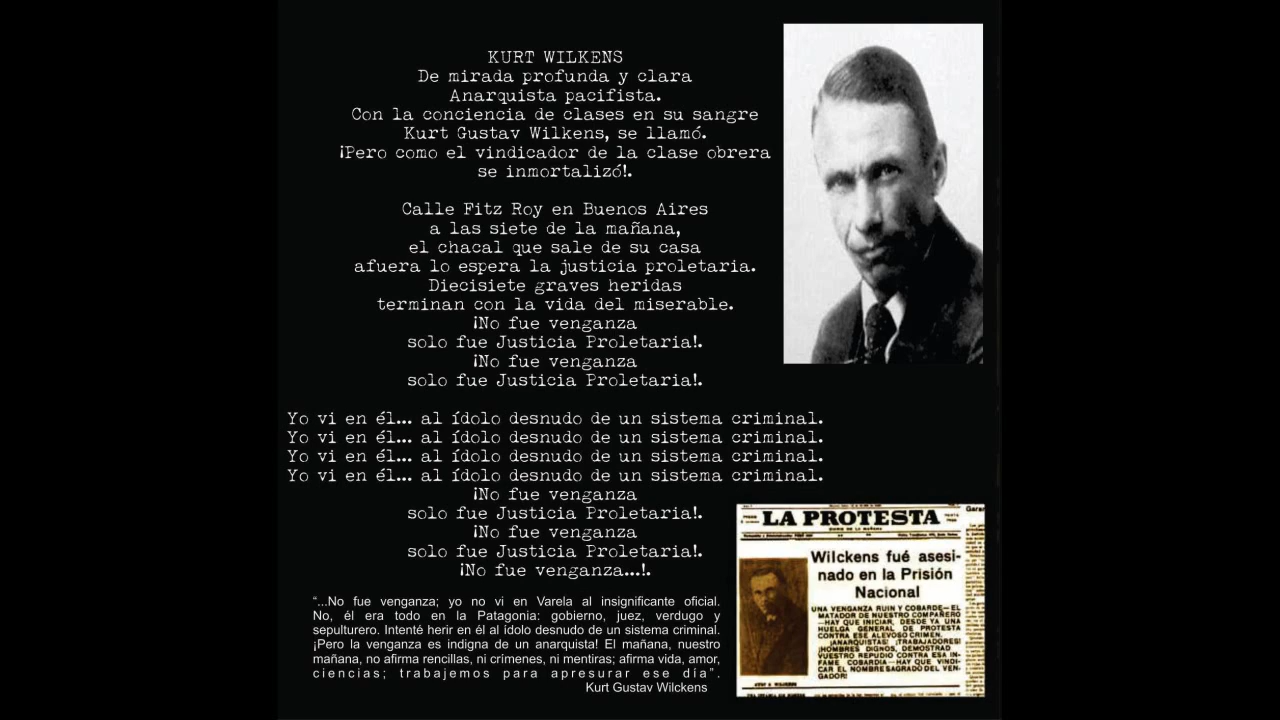 KURT WILKENS
De mirada profunda y clara
Anarquista pacifista.
Con la conciencia de clases en su sangre
Kurt Gustav Wilkens, se llamó.
¡Pero como el vindicador de la clase obrera
se inmortalizó!.
Calle Fitz Roy en Buenos Aires
a las siete de la mañana,
el chacal que sale de su casa
afuera lo espera la justicia proletaria.
Diecisiete graves heridas
terminan con la vida del miserable.
¡No fue venganza
solo fue Justicia Proletaria!.
¡No fue venganza
solo fue Justicia Proletaria!.
Yo vi en él... al ídolo desnudo de un sistema criminal.
Yo vi en él... al ídolo desnudo de un sistema criminal.
Yo vi en él... al ídolo desnudo de un sistema criminal.
Yo vi en él... al ídolo desnudo de un sistema criminal.
¡No fue venganza
solo fue Justicia Proletaria!.
¡No fue venganza
solo fue Justicia Proletaria!.
¡No fue venganza...!.
“...No fue venganza; yo no vi en Varela al insignificante oficial.
No, él era todo en la Patagonia: gobierno, juez, verdugo y
sepulturero. Intenté herir en él al ídolo desnudo de un sistema criminal.
¡Pero la venganza es indigna de un anarquista! El mañana, nuestro
mañana, no afirma rencillas, ni crímenes, ni mentiras; afirma vida, amor,
ciencias; trabajemos para apresurar ese día”.
Kurt Gustav Wilckens
LA PROTESTA
DIARIO DE LA MAÑANA
Wilckens fué asesi-
nado en la Prisión
Nacional
UNA VENGANZA RUIN Y COBARDE—EL
MATADOR DE NUESTRO COMPAÑERO
—HAY QUE INICIAR, DESDE YA UNA
HUELGA GENERAL DE PROTESTA
CONTRA ESE ALEVOSO CRIMEN.
¡ANARQUISTAS! ¡TRABAJADORES!
¡HOMBRES DIGNOS, DEMOSTRAD
VUESTRO REPUDIO CONTRA ESA IN-
FAME COBARDIA—HAY QUE VINDI-
CAR EL NOMBRE SAGRADO DEL VEN-
GADOR!
KURT G. WILCKENS